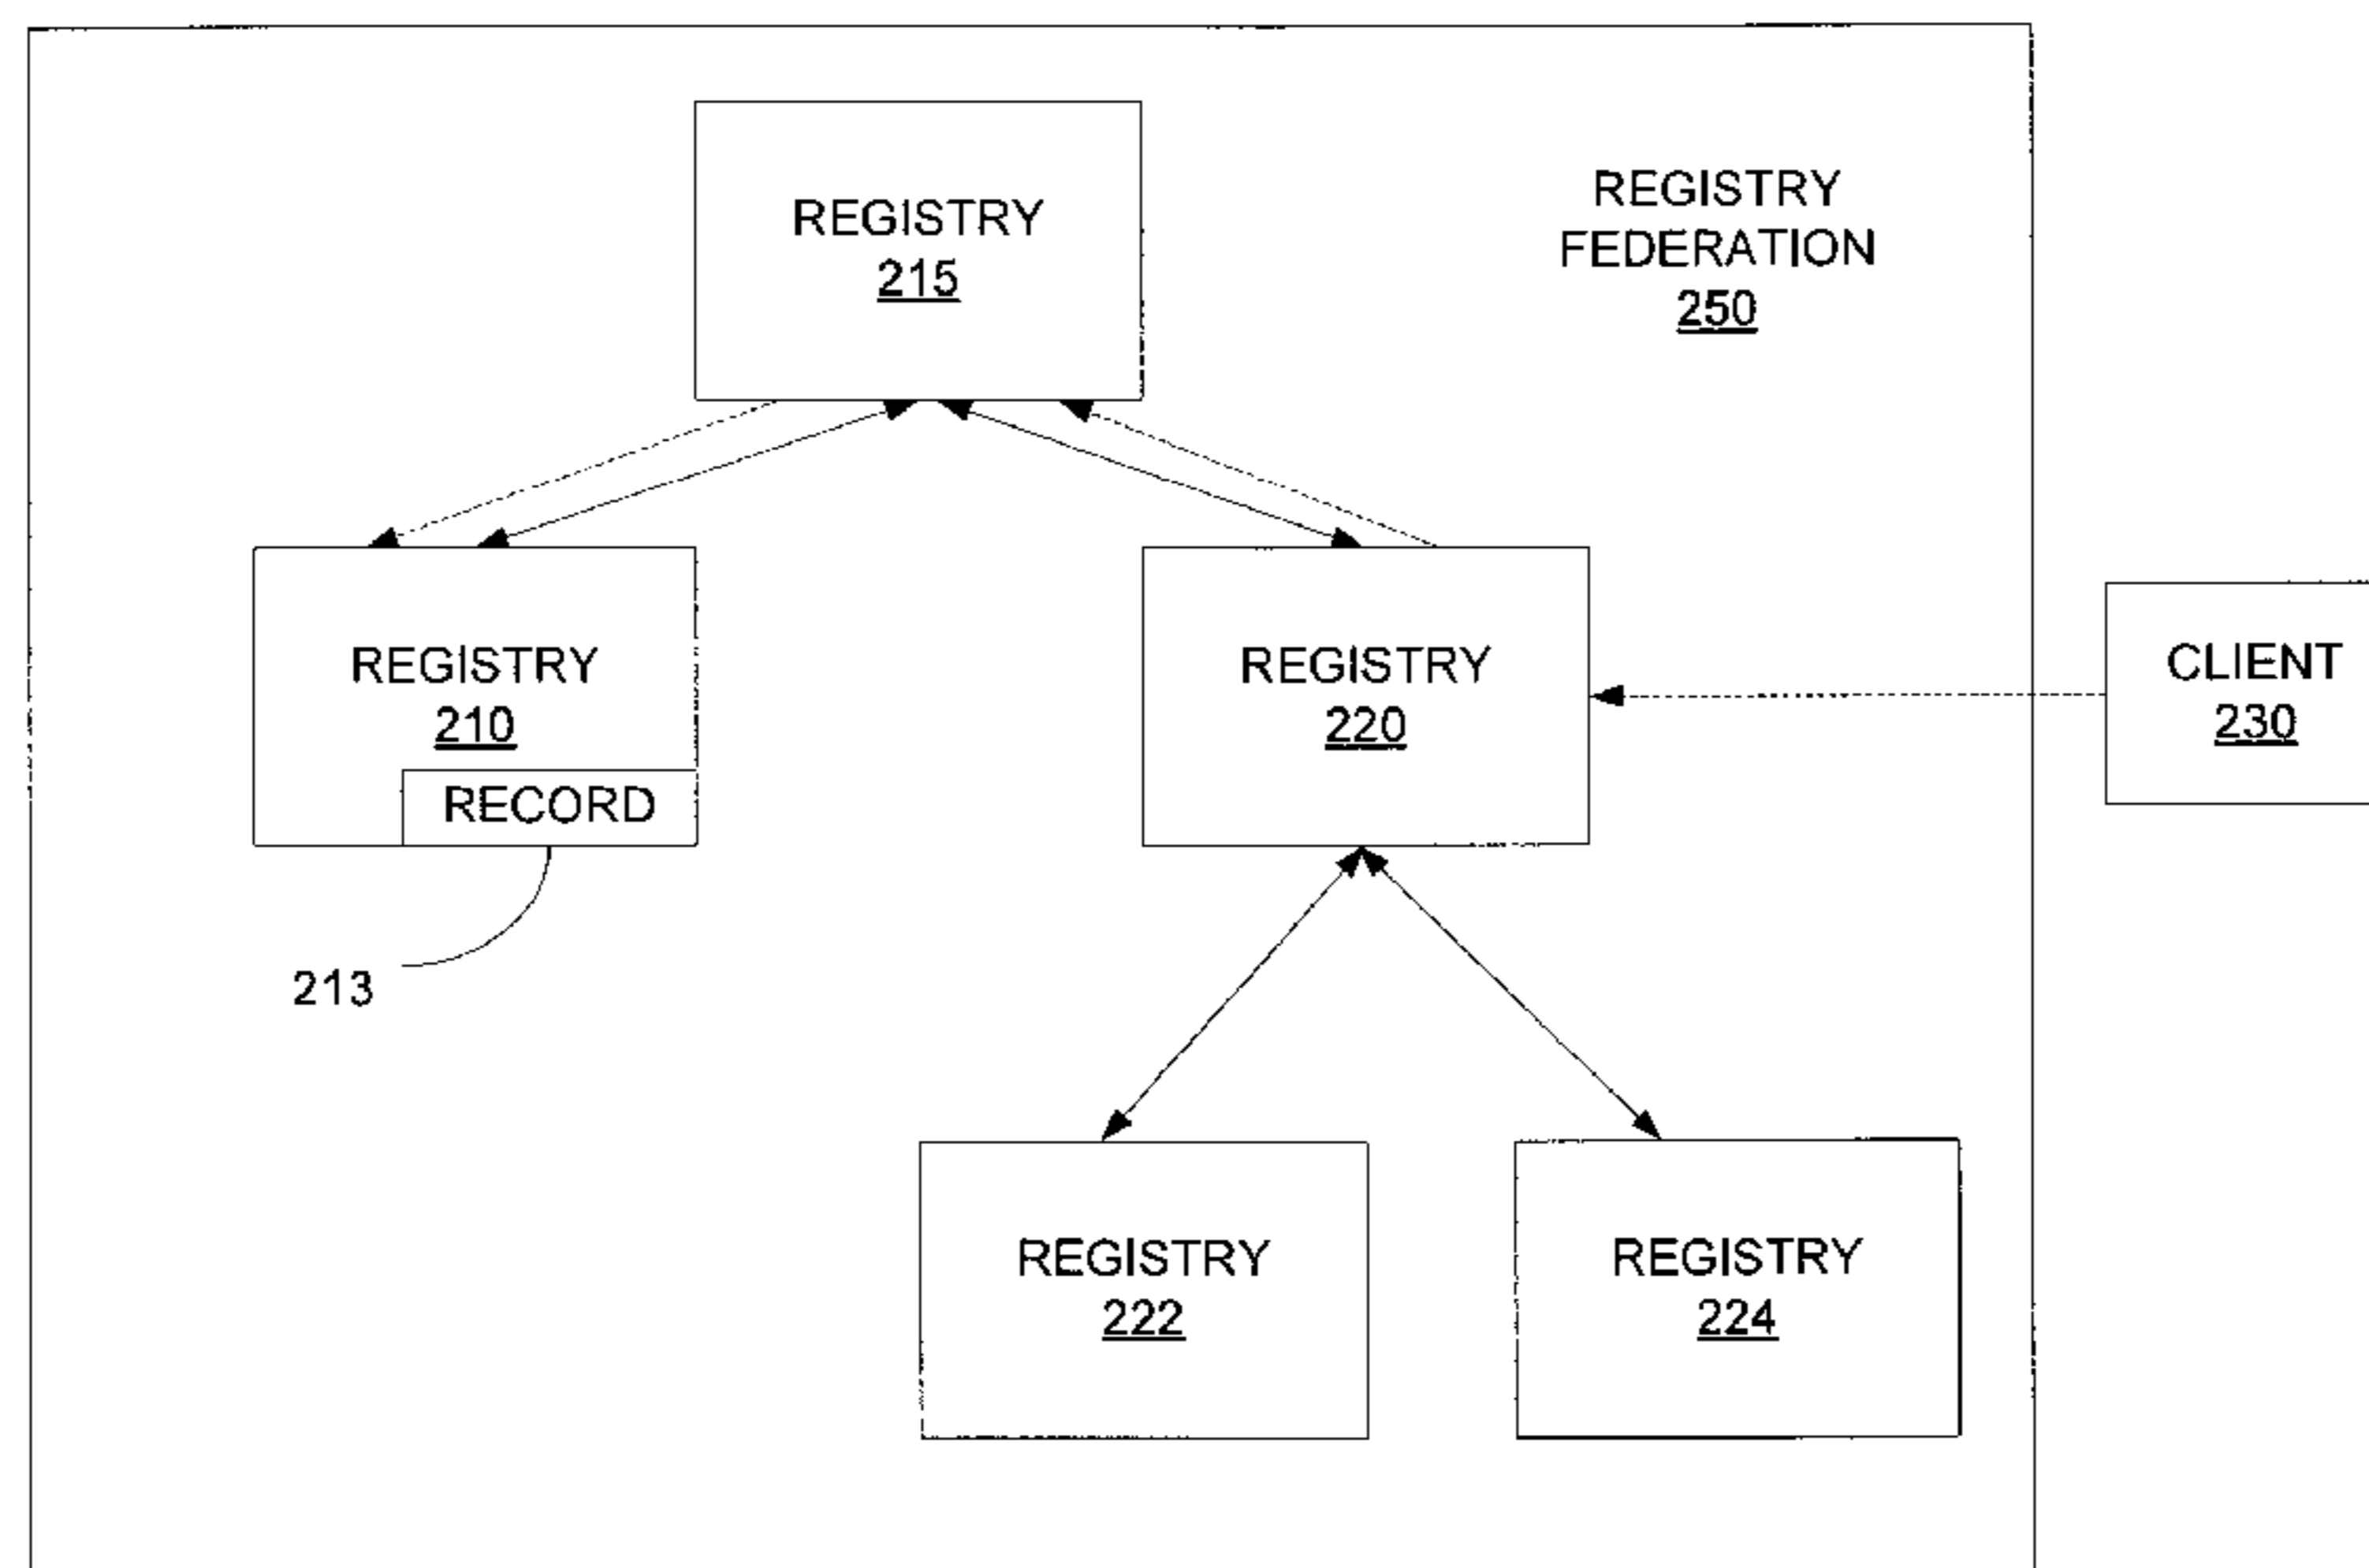 REGISTRY
215
REGISTRY
FEDERATION
250
REGISTRY
210
RECORD
213
REGISTRY
220
CLIENT
230
REGISTRY
222
REGISTRY
224